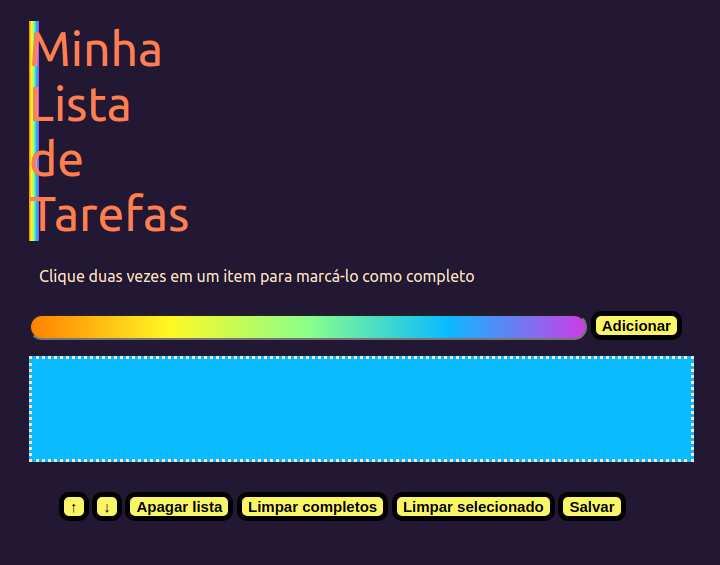 Minha
Lista
de
Tarefas
Clique duas vezes em um item para marcá-lo como completo
Adicionar
↑ ↓ Apagar lista Limpar completos Limpar selecionado Salvar